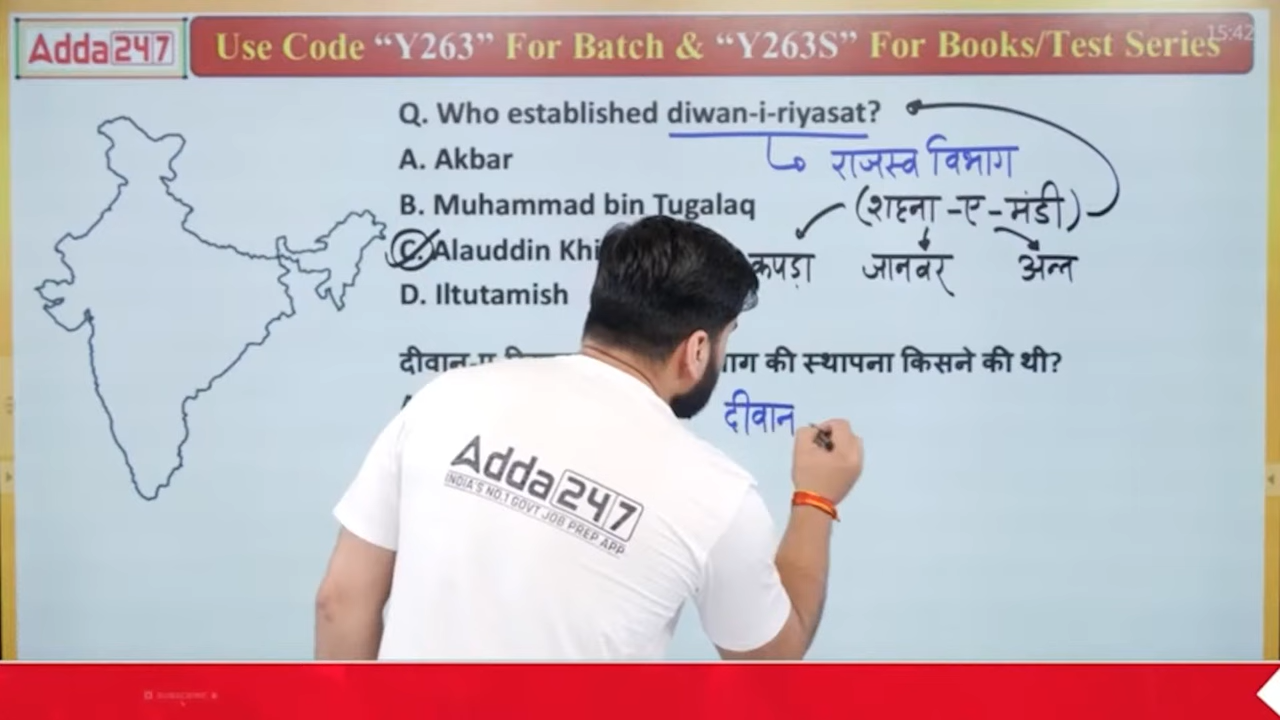 Adda247
Use Code “Y263” For Batch & “Y263S” For Books/Test Series
15:42
Q. Who established diwan-i-riyasat?
राजस्व विभाग
A. Akbar
B. Muhammad bin Tugalaq
(शहना-ए-मंडी)
C. Alauddin Khi
कपड़ा जानवर अन्न
D. Iltutamish
दीवान-ए की स्थापना किसने की थी?
दीवान
Adda247
INDIA'S NO.1 GOVT JOB PREP APP
SUBSCRIBE